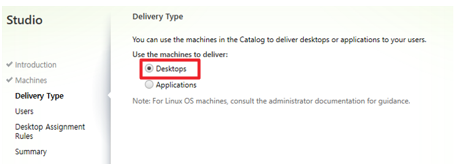 Studio
✓ Introduction
✓ Machines
Delivery Type
Users
Desktop Assignment
Rules
Summary
Delivery Type
You can use the machines in the Catalog to deliver desktops or applications to your users.
Use the machines to deliver:
Desktops
Applications
Note: For Linux OS machines, consult the administrator documentation for guidance.